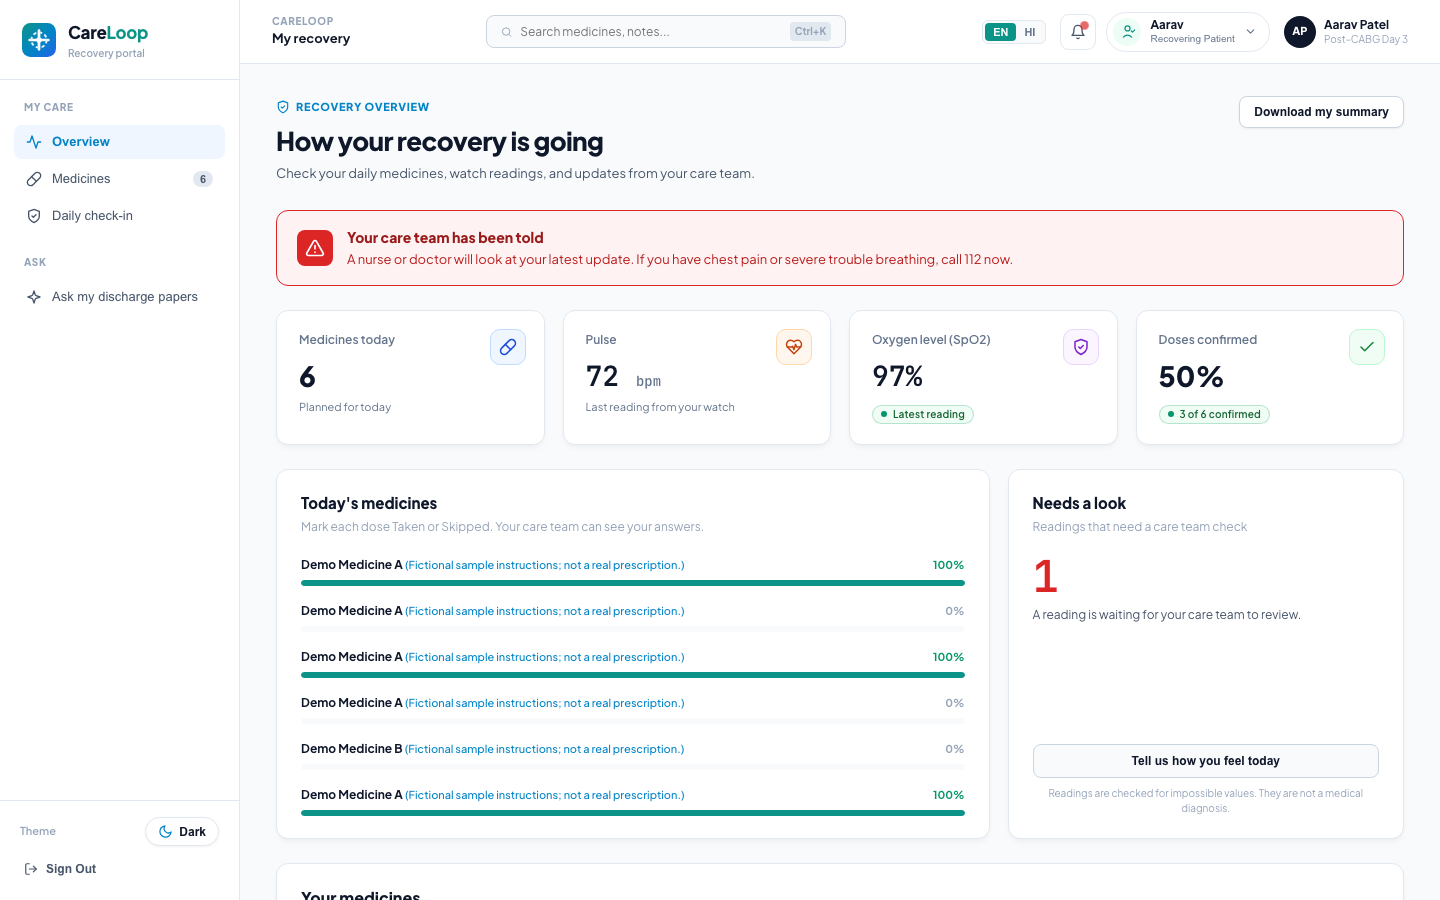 CareLoop
Recovery portal
MY CARE
Overview
Medicines 6
Daily check-in
ASK
Ask my discharge papers
Theme
Dark
Sign Out
CARELOOP
My recovery
Search medicines, notes... Ctrl+K
EN HI
Aarav
Recovering Patient
AP
Aarav Patel
Post-CABG Day 3
RECOVERY OVERVIEW
How your recovery is going
Check your daily medicines, watch readings, and updates from your care team.
Download my summary
Your care team has been told
A nurse or doctor will look at your latest update. If you have chest pain or severe trouble breathing, call 112 now.
Medicines today
6
Planned for today
Pulse
72 bpm
Last reading from your watch
Oxygen level (SpO2)
97%
Latest reading
Doses confirmed
50%
3 of 6 confirmed
Today's medicines
Mark each dose Taken or Skipped. Your care team can see your answers.
Demo Medicine A (Fictional sample instructions; not a real prescription.) 100%
Demo Medicine A (Fictional sample instructions; not a real prescription.) 0%
Demo Medicine A (Fictional sample instructions; not a real prescription.) 100%
Demo Medicine A (Fictional sample instructions; not a real prescription.) 0%
Demo Medicine B (Fictional sample instructions; not a real prescription.) 0%
Demo Medicine A (Fictional sample instructions; not a real prescription.) 100%
Needs a look
Readings that need a care team check
1
A reading is waiting for your care team to review.
Tell us how you feel today
Readings are checked for impossible values. They are not a medical
diagnosis.
Your medicines